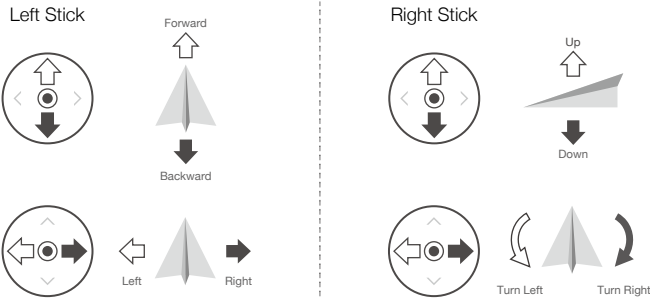 Left Stick
Forward
Backward
Left
Right
Right Stick
Up
Down
Turn Left
Turn Right